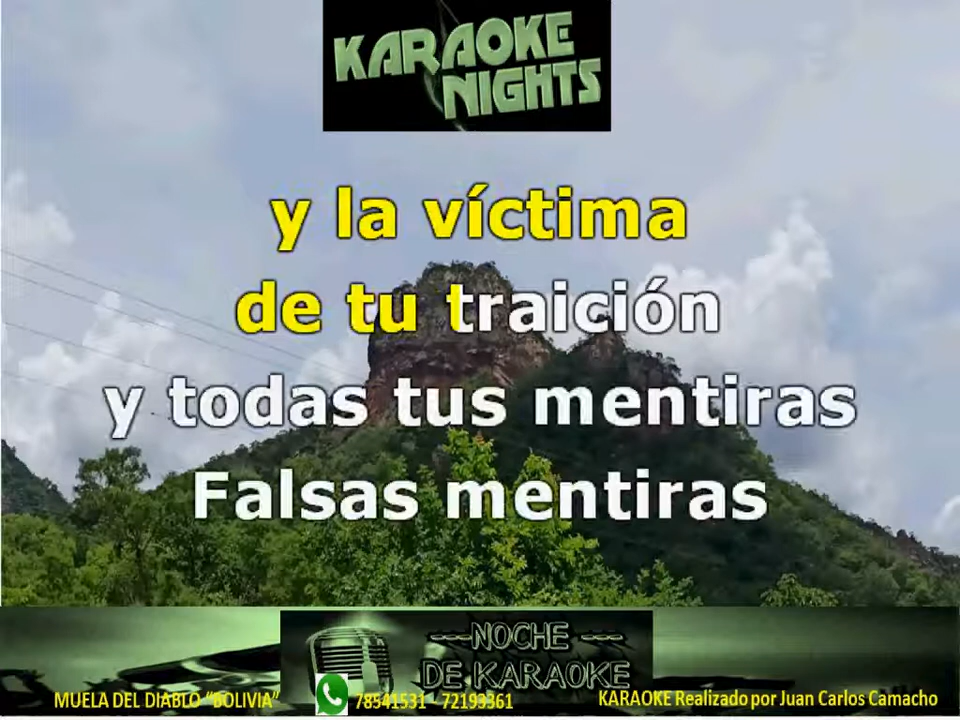 KARAOKE
NIGHTS
y la víctima
de tu traición
y todas tus mentiras
Falsas mentiras
---NOCHE ---
DE KARAOKE
MUELA DEL DIABLO "BOLIVIA"
78541531 - 72193361
KARAOKE Realizado por Juan Carlos Camacho